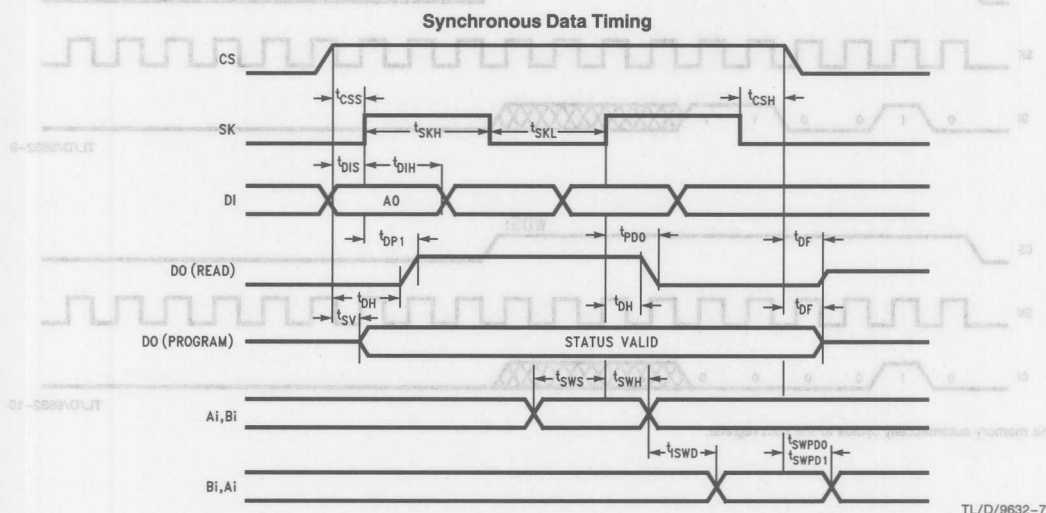 Synchronous Data Timing
CS
tCSS
tCSH
SK
tSKH
tSKL
tDIS
tDIH
DI
A0
tDP1
tPD0
tDF
DO (READ)
tDH
tDH
tDF
tSV
DO (PROGRAM)
STATUS VALID
tSWS
tSWH
Ai,Bi
tISWD
tSWPD0
tSWPD1
Bi,Ai
TL/D/9632–7